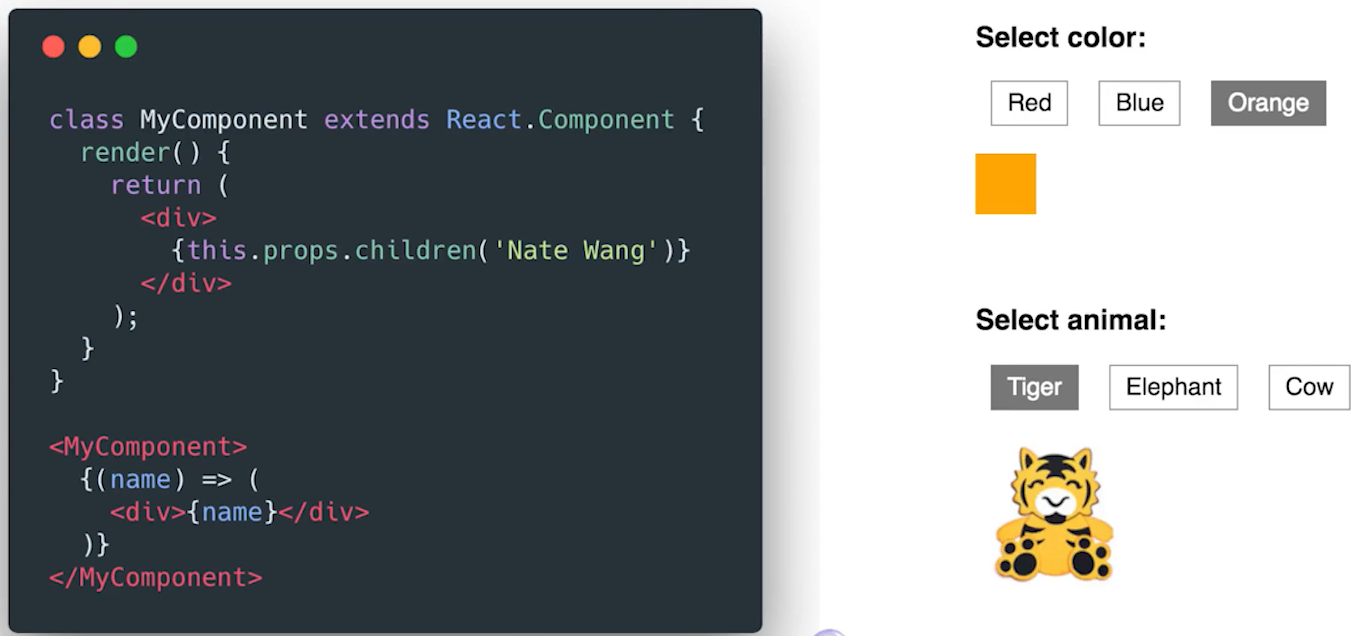 class MyComponent extends React.Component {
  render() {
    return (
      <div>
        {this.props.children('Nate Wang')}
      </div>
    );
  }
}

<MyComponent>
  {(name) => (
    <div>{name}</div>
  )}
</MyComponent>
Select color:
Red Blue Orange
Select animal:
Tiger Elephant Cow